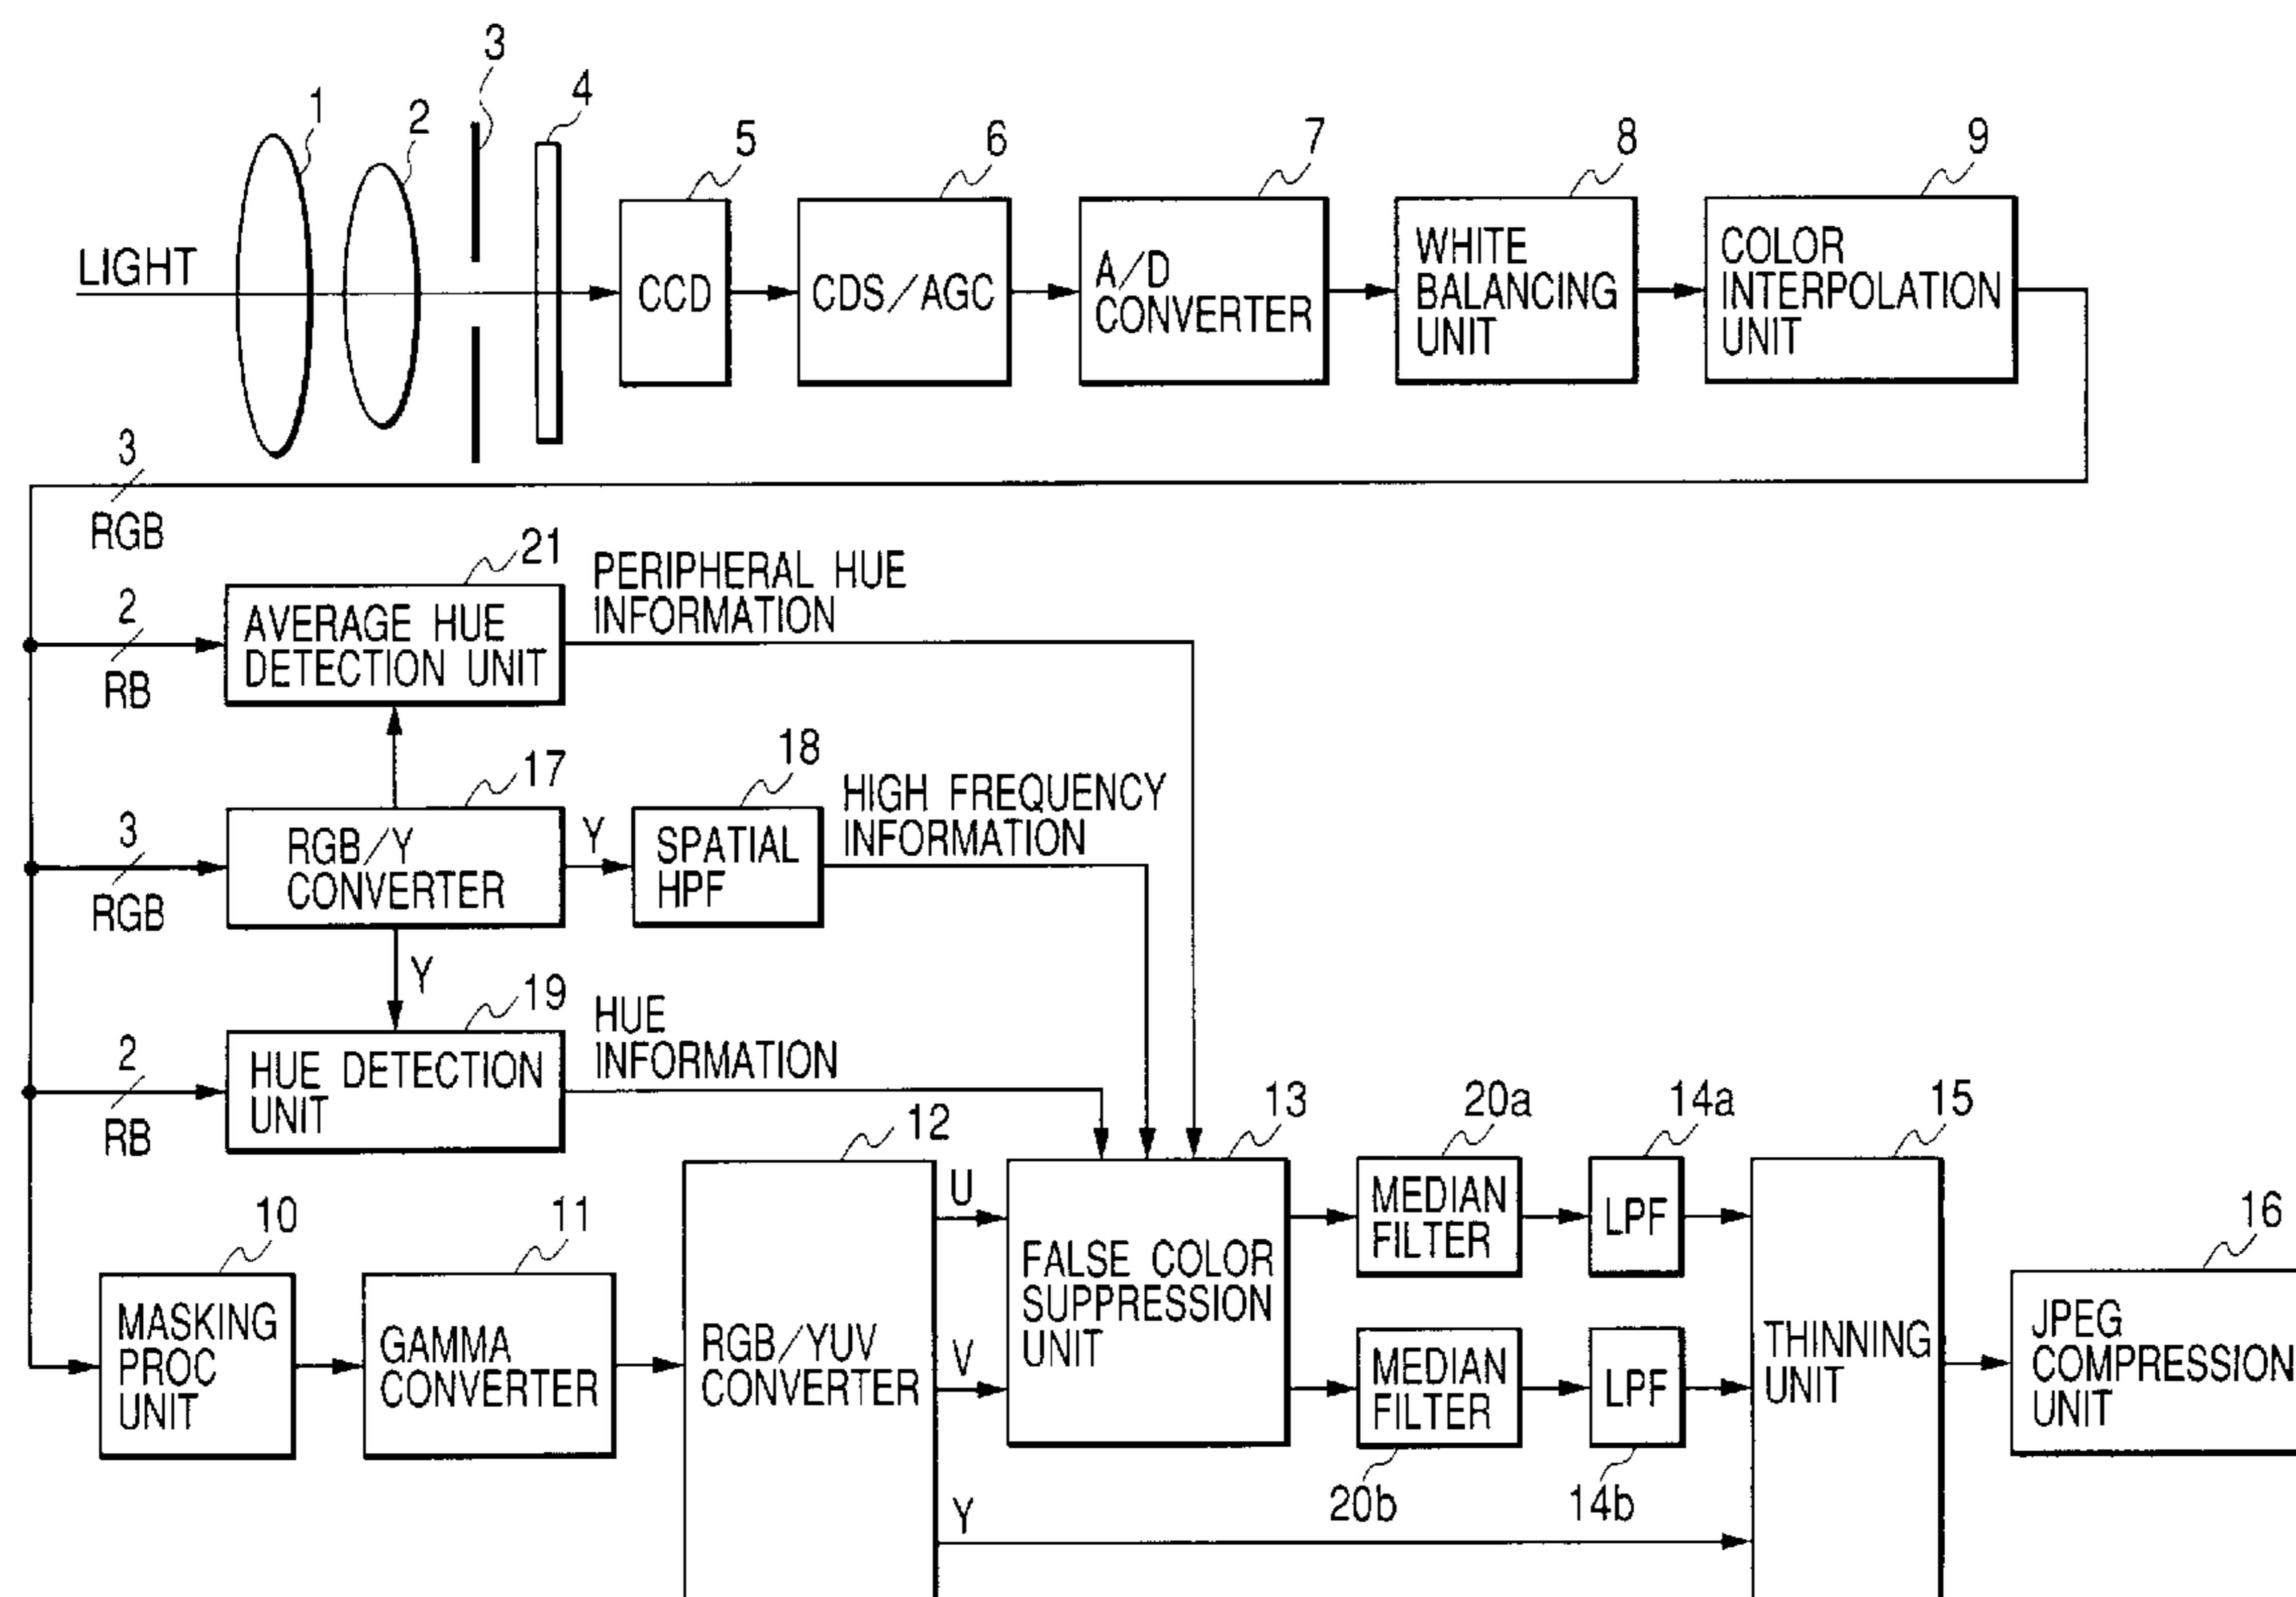 3
4
1
2
5
6
7
8
9
LIGHT
CCD
CDS/AGC
A/D
CONVERTER
WHITE
BALANCING
UNIT
COLOR
INTERPOLATION
UNIT
3
RGB
21
PERIPHERAL HUE
INFORMATION
2
RB
AVERAGE HUE
DETECTION UNIT
17
18
HIGH FREQUENCY
INFORMATION
3
RGB
RGB/Y
CONVERTER
Y
SPATIAL
HPF
Y
19
HUE
INFORMATION
2
RB
HUE DETECTION
UNIT
12
13
20a
14a
15
U
MEDIAN
FILTER
LPF
10
11
16
MASKING
PROC
UNIT
GAMMA
CONVERTER
RGB/YUV
CONVERTER
V
FALSE COLOR
SUPPRESSION
UNIT
MEDIAN
FILTER
LPF
THINNING
UNIT
JPEG
COMPRESSION
UNIT
20b
14b
Y